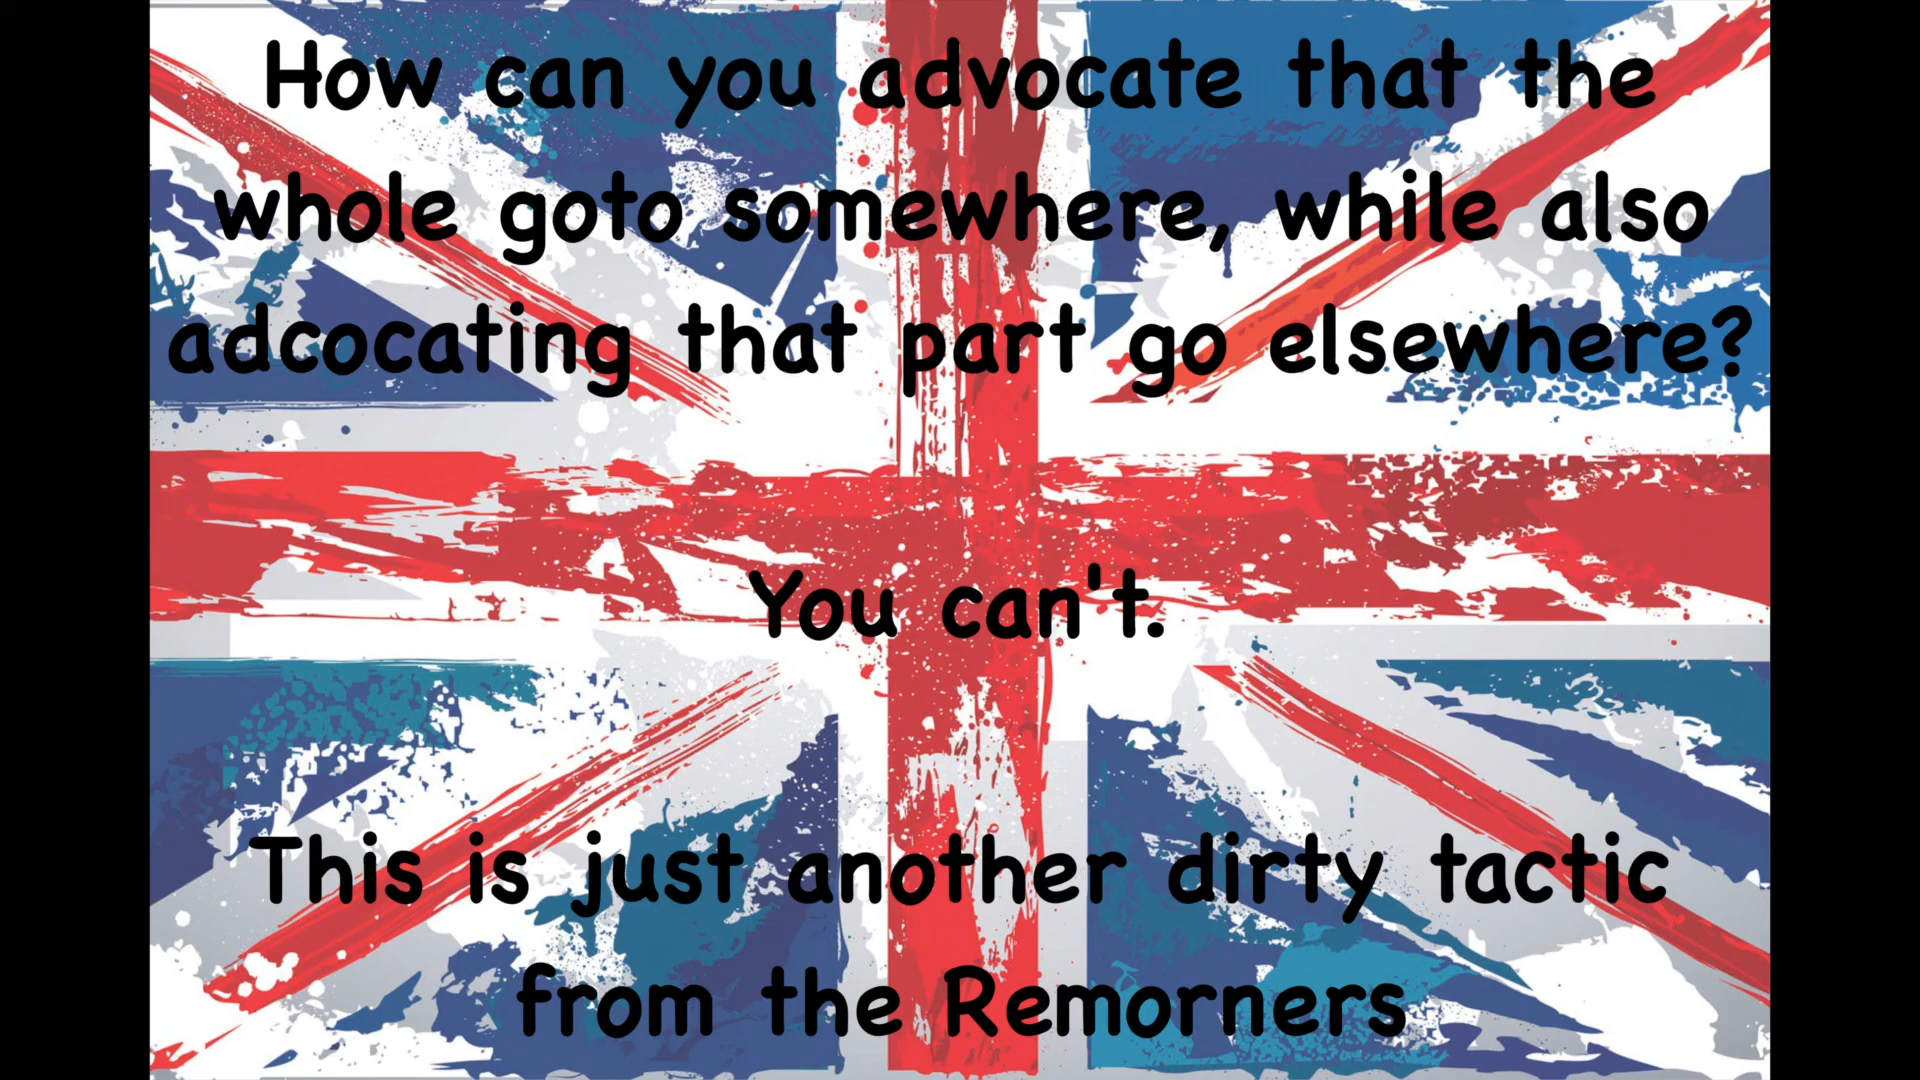 How can you advocate that the
whole goto somewhere, while also
adcocating that part go elsewhere?
You can't.
This is just another dirty tactic
from the Remorners